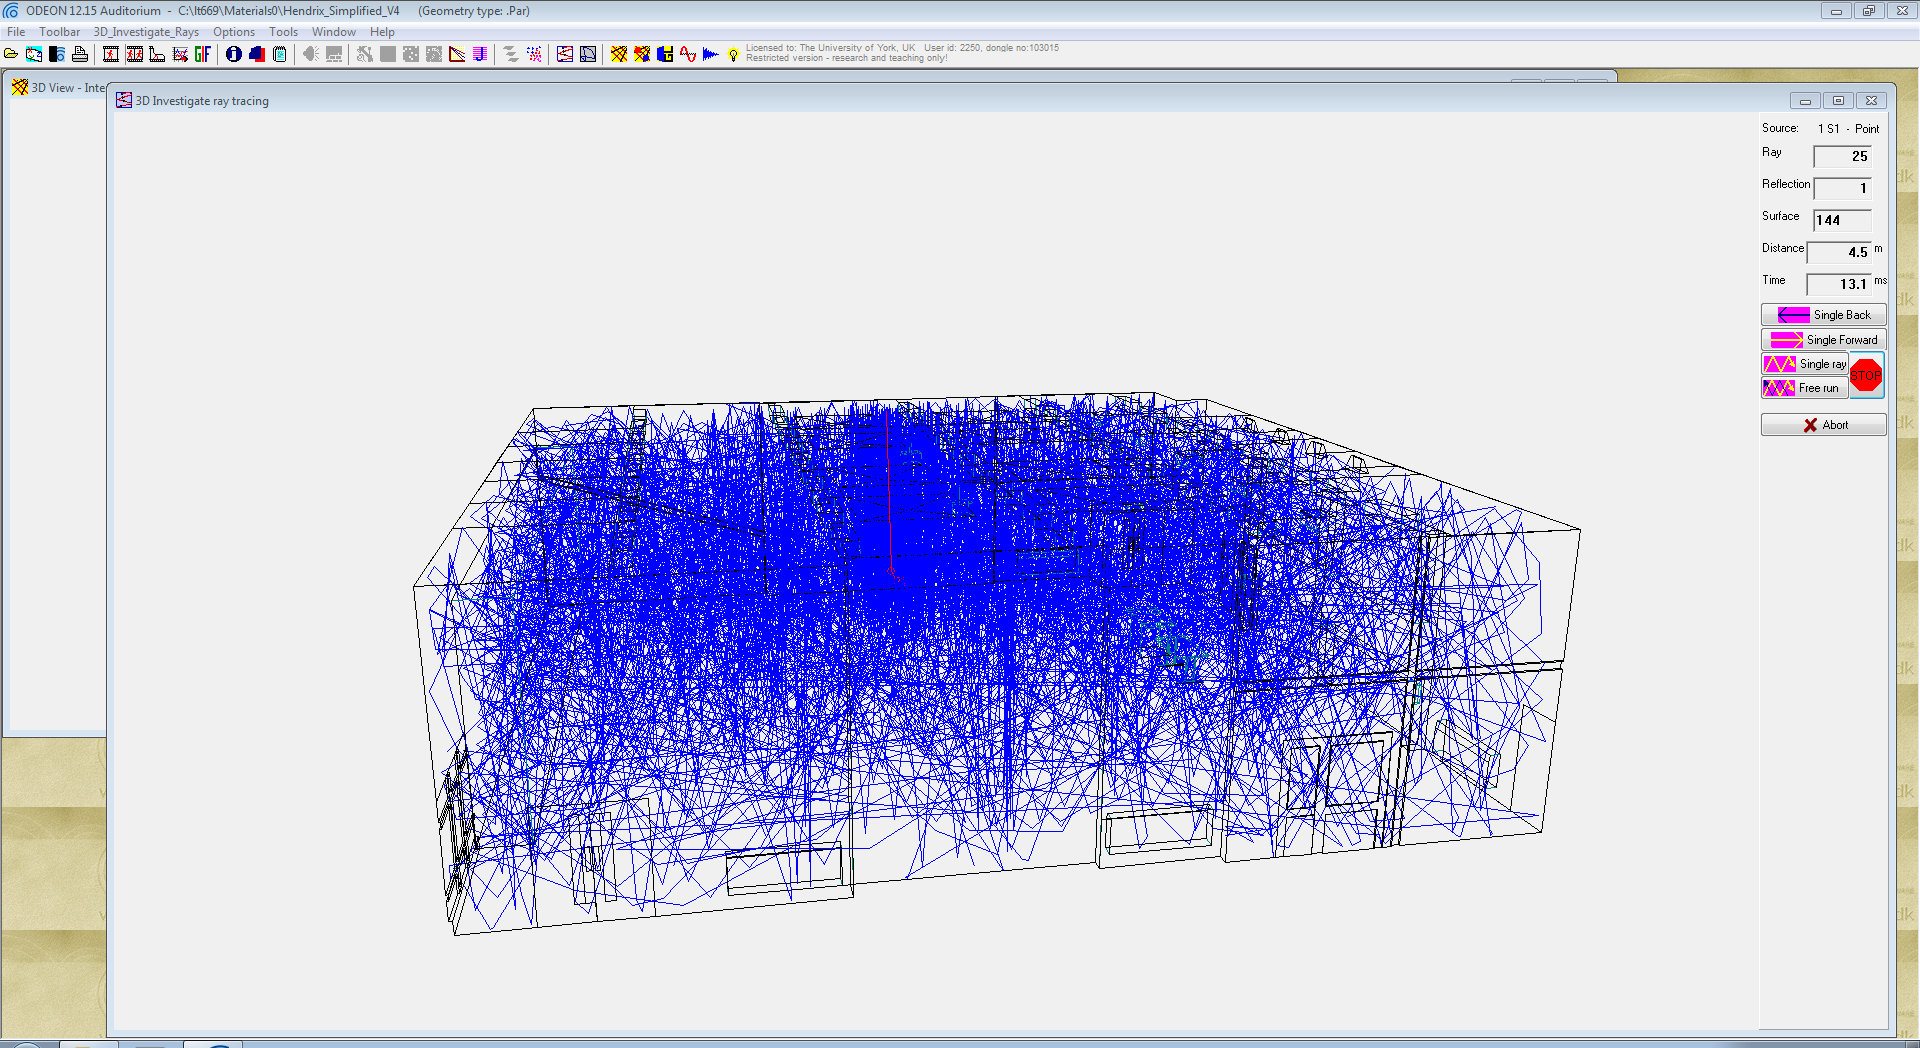 ODEON 12.15 Auditorium - C:\lt669\Materials0\Hendrix_Simplified_V4 (Geometry type: .Par)
File Toolbar 3D_Investigate_Rays Options Tools Window Help
GIF
Licensed to: The University of York, UK User id: 2250, dongle no:103015
Restricted version - research and teaching only!
3D View - Inte
3D Investigate ray tracing
Source: 1 S1 - Point
Ray 25
Reflection 1
Surface 144
Distance 4.5 m
Time 13.1 ms
Single Back
Single Forward
Single ray
STOP
Free run
Abort